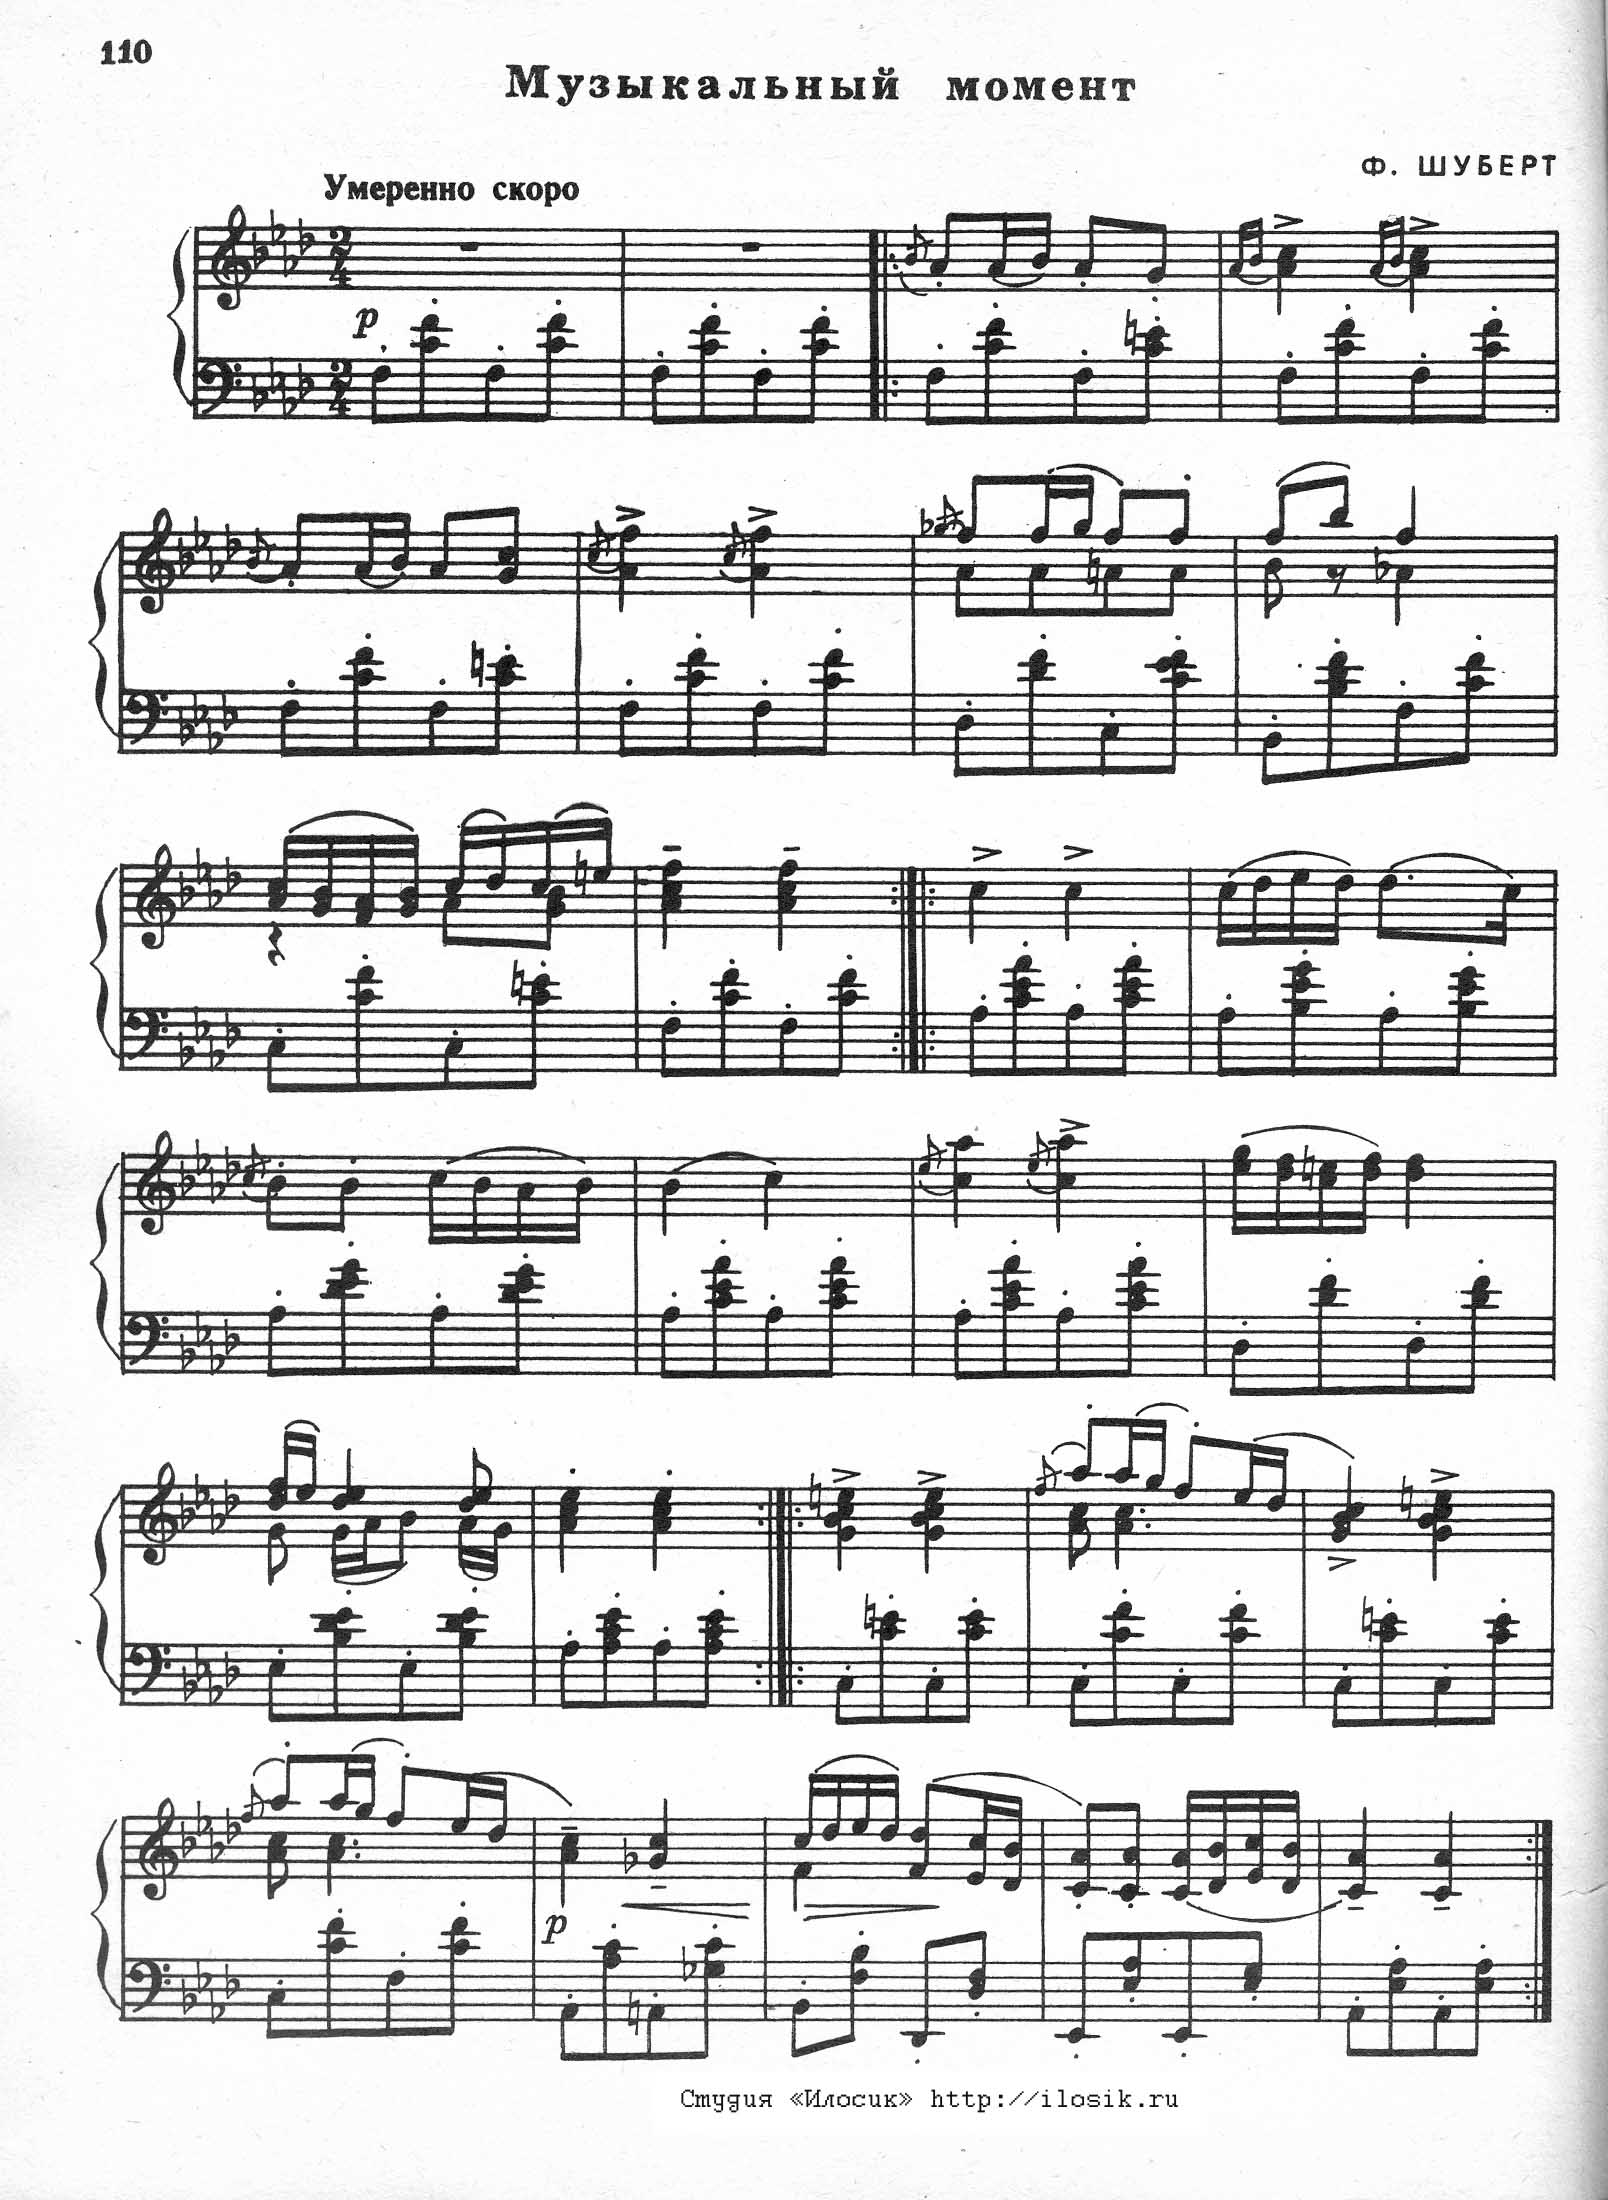 110
Музыкальный момент
Ф. ШУБЕРТ
Умеренно скоро
p
p
Студия «Илосик» http://ilosik.ru